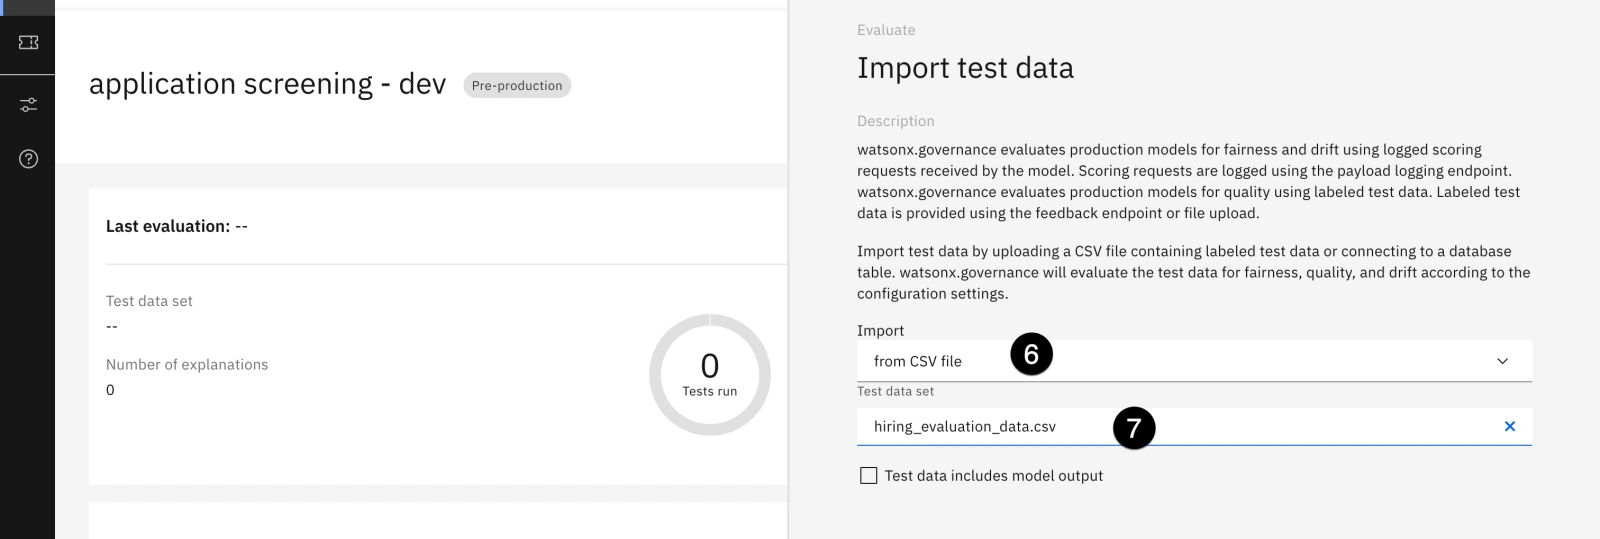 application screening - dev Pre-production
Last evaluation: --
Test data set
--
Number of explanations
0
0
Tests run
Evaluate
Import test data
Description
watsonx.governance evaluates production models for fairness and drift using logged scoring
requests received by the model. Scoring requests are logged using the payload logging endpoint.
watsonx.governance evaluates production models for quality using labeled test data. Labeled test
data is provided using the feedback endpoint or file upload.
Import test data by uploading a CSV file containing labeled test data or connecting to a database
table. watsonx.governance will evaluate the test data for fairness, quality, and drift according to the
configuration settings.
Import
from CSV file 6
Test data set
hiring_evaluation_data.csv 7
Test data includes model output